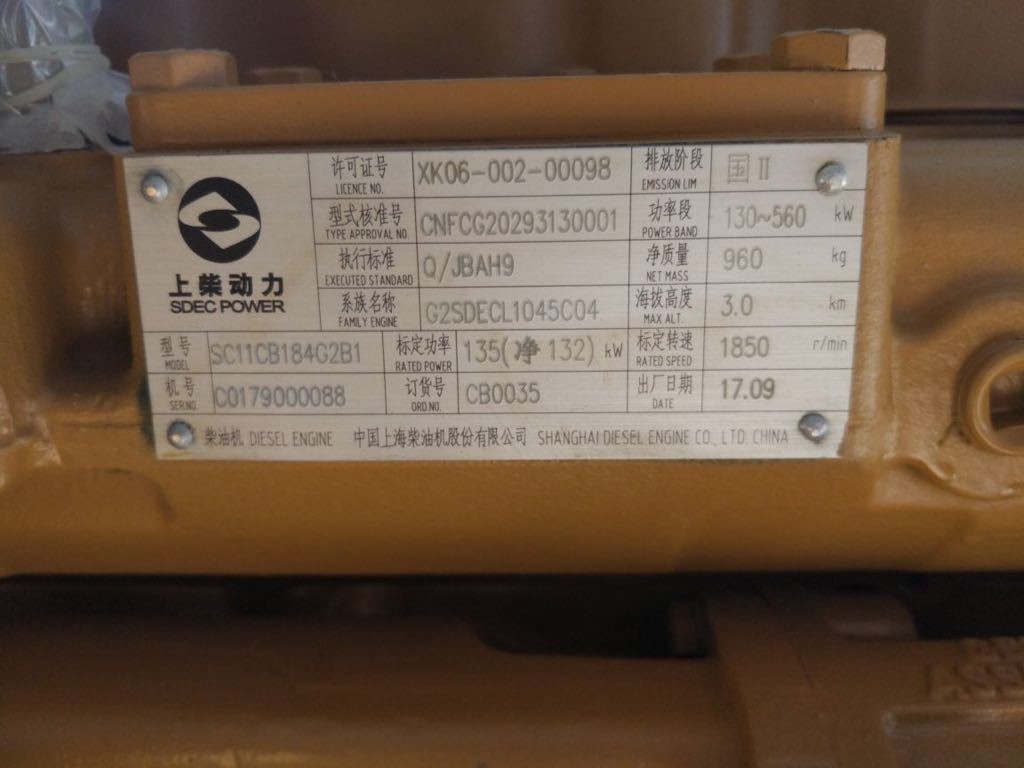 上柴动力
SDEC POWER
许可证号 LICENCE NO. XK06-002-00098 排放阶段 EMISSION LIM 国II
型式核准号 TYPE APPROVAL NO. CNFCG20293130001 功率段 POWER BAND 130~560 kW
执行标准 EXECUTED STANDARD Q/JBAH9 净质量 NET MASS 960 kg
系族名称 FAMILY ENGINE G2SDECL1045C04 海拔高度 MAX ALT. 3.0 km
型号 MODEL SC11CB184G2B1 标定功率 RATED POWER 135(净132) kW 标定转速 RATED SPEED 1850 r/min
机号 SER.NO. C0179000088 订货号 ORD.NO. CB0035 出厂日期 DATE 17.09
柴油机 DIESEL ENGINE 中国上海柴油机股份有限公司 SHANGHAI DIESEL ENGINE CO., LTD. CHINA